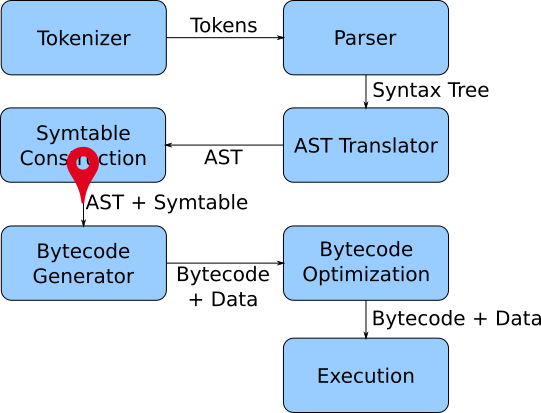 Tokenizer
Tokens
Parser
Syntax Tree
Symtable
Construction
AST
AST Translator
AST + Symtable
Bytecode
Generator
Bytecode
+ Data
Bytecode
Optimization
Bytecode + Data
Execution